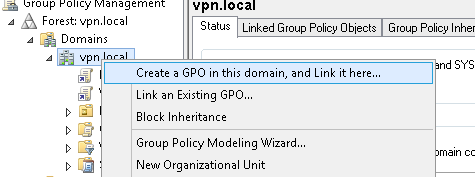 Group Policy Management
Forest: vpn.local
Domains
vpn.local
vpn.local
Status
Linked Group Policy Objects
Group Policy Inher
Create a GPO in this domain, and Link it here...
Link an Existing GPO...
Block Inheritance
Group Policy Modeling Wizard...
New Organizational Unit
and SYS
omain co